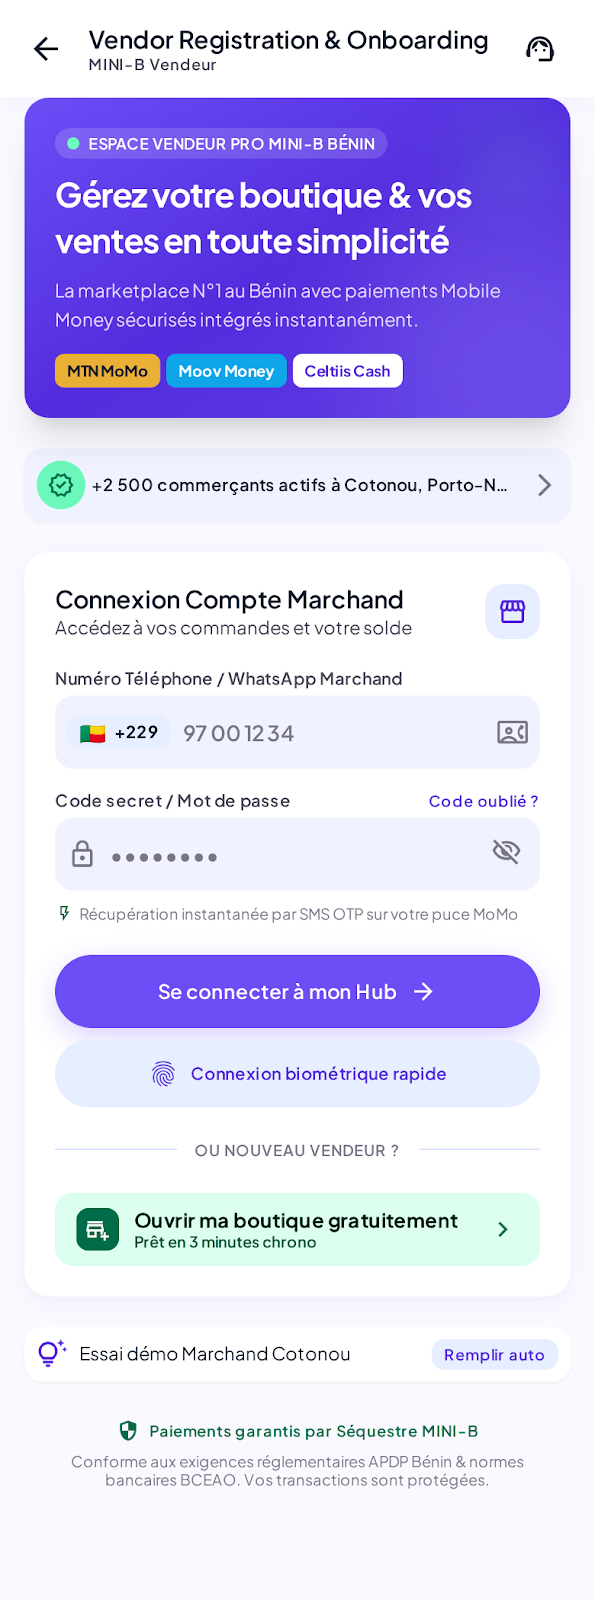 Vendor Registration & Onboarding
MINI-B Vendeur
ESPACE VENDEUR PRO MINI-B BÉNIN
Gérez votre boutique & vos
ventes en toute simplicité
La marketplace N°1 au Bénin avec paiements Mobile
Money sécurisés intégrés instantanément.
MTN MoMo
Moov Money
Celtiis Cash
+2 500 commerçants actifs à Cotonou, Porto-N...
Connexion Compte Marchand
Accédez à vos commandes et votre solde
Numéro Téléphone / WhatsApp Marchand
+229
97 00 12 34
Code secret / Mot de passe
Code oublié ?
Récupération instantanée par SMS OTP sur votre puce MoMo
Se connecter à mon Hub
Connexion biométrique rapide
OU NOUVEAU VENDEUR ?
Ouvrir ma boutique gratuitement
Prêt en 3 minutes chrono
Essai démo Marchand Cotonou
Remplir auto
Paiements garantis par Séquestre MINI-B
Conforme aux exigences réglementaires APDP Bénin & normes
bancaires BCEAO. Vos transactions sont protégées.